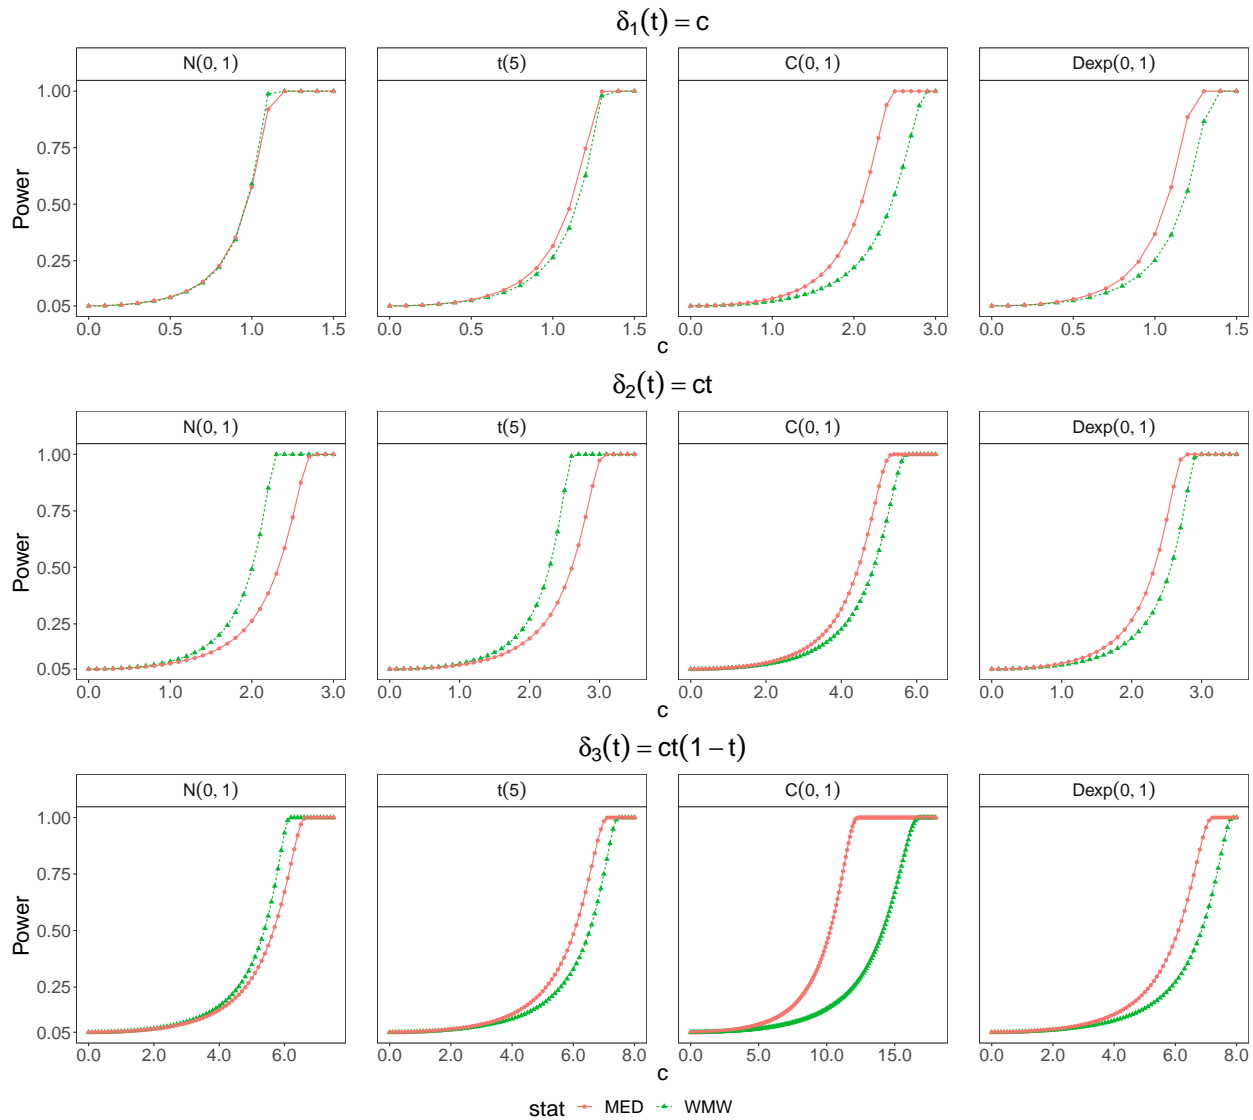 δ₁(t) = c
N(0, 1) t(5) C(0, 1) Dexp(0, 1)
Power
1.00
0.75
0.50
0.25
0.05
0.0 0.5 1.0 1.5 0.0 0.5 1.0 1.5 0.0 1.0 2.0 3.0 0.0 0.5 1.0 1.5
c
δ₂(t) = ct
N(0, 1) t(5) C(0, 1) Dexp(0, 1)
Power
1.00
0.75
0.50
0.25
0.05
0.0 1.0 2.0 3.0 0.0 1.0 2.0 3.0 0.0 2.0 4.0 6.0 0.0 1.0 2.0 3.0
c
δ₃(t) = ct(1 − t)
N(0, 1) t(5) C(0, 1) Dexp(0, 1)
Power
1.00
0.75
0.50
0.25
0.05
0.0 2.0 4.0 6.0 0.0 2.0 4.0 6.0 8.0 0.0 5.0 10.0 15.0 0.0 2.0 4.0 6.0 8.0
c
stat MED WMW